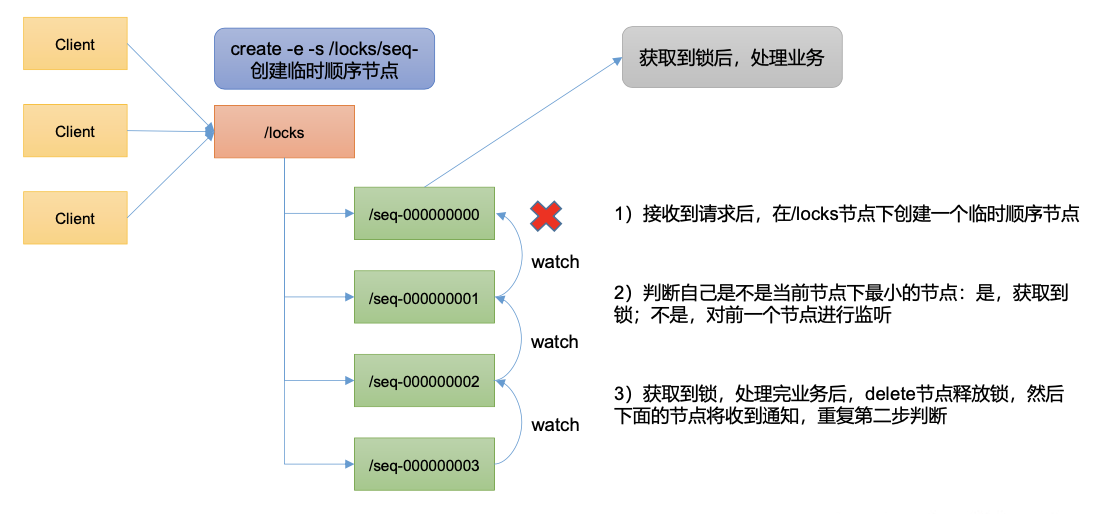 Client
Client
Client
create -e -s /locks/seq-
创建临时顺序节点
/locks
获取到锁后，处理业务
/seq-000000000
/seq-000000001
/seq-000000002
/seq-000000003
watch
watch
watch
1）接收到请求后，在/locks节点下创建一个临时顺序节点
2）判断自己是不是当前节点下最小的节点：是，获取到
锁；不是，对前一个节点进行监听
3）获取到锁，处理完业务后，delete节点释放锁，然后
下面的节点将收到通知，重复第二步判断